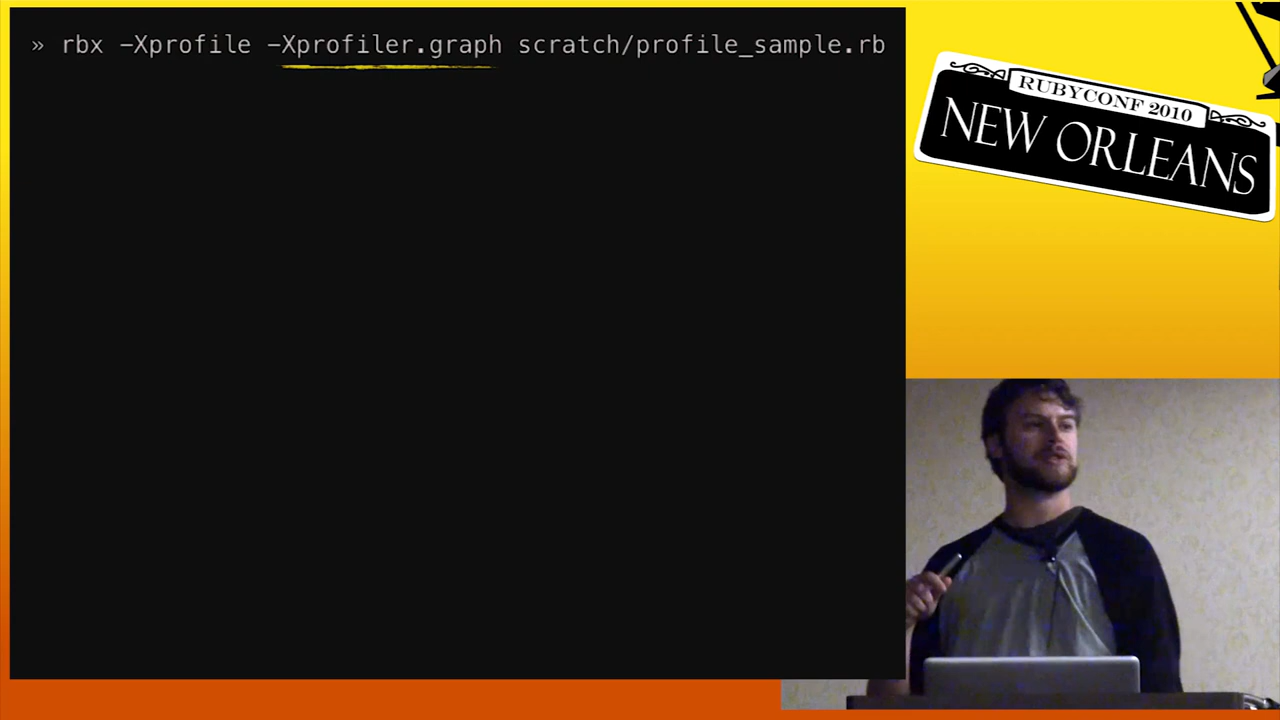 » rbx -Xprofile -Xprofiler.graph scratch/profile_sample.rb
RUBYCONF 2010
NEW ORLEANS